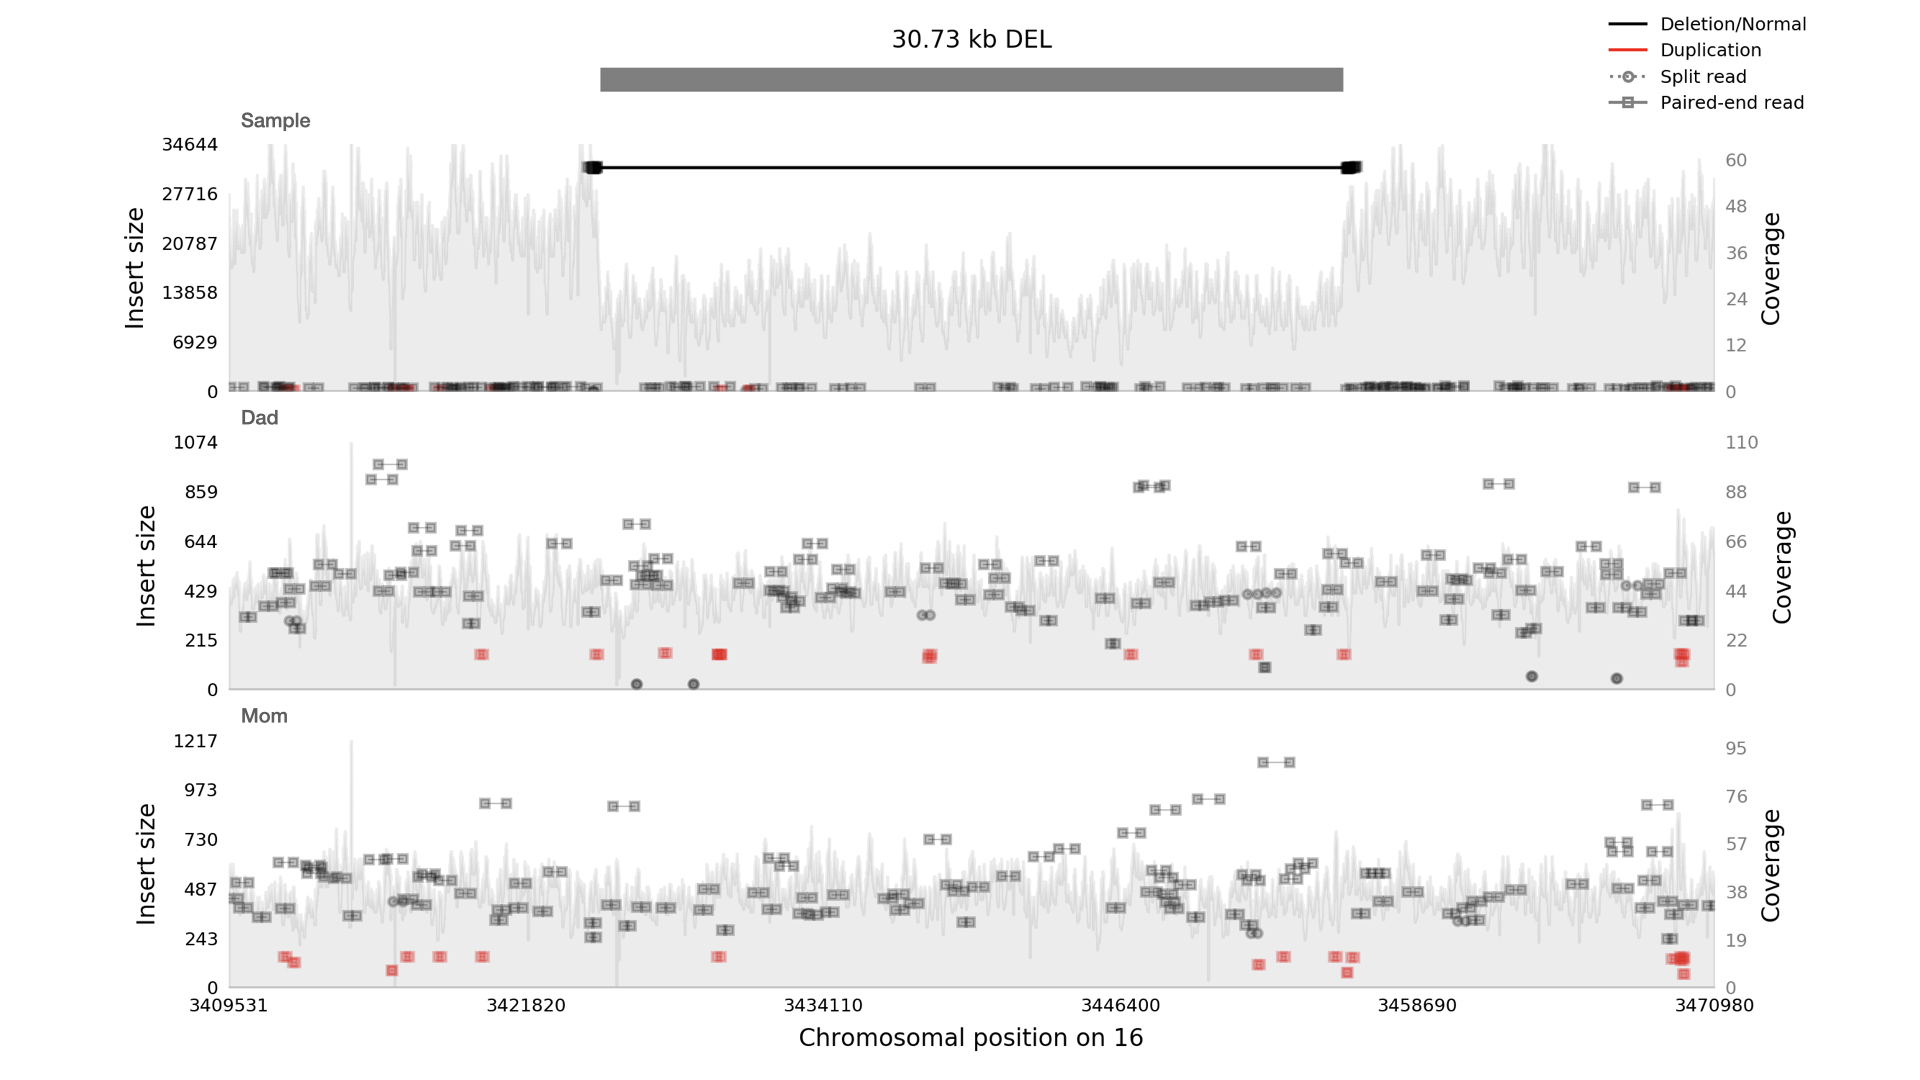 30.73 kb DEL
Deletion/Normal
Duplication
Split read
Paired-end read
Sample
34644
27716
20787
13858
6929
0
Insert size
60
48
36
24
12
0
Coverage
Dad
1074
859
644
429
215
0
Insert size
110
88
66
44
22
0
Coverage
Mom
1217
973
730
487
243
0
Insert size
95
76
57
38
19
0
Coverage
3409531 3421820 3434110 3446400 3458690 3470980
Chromosomal position on 16